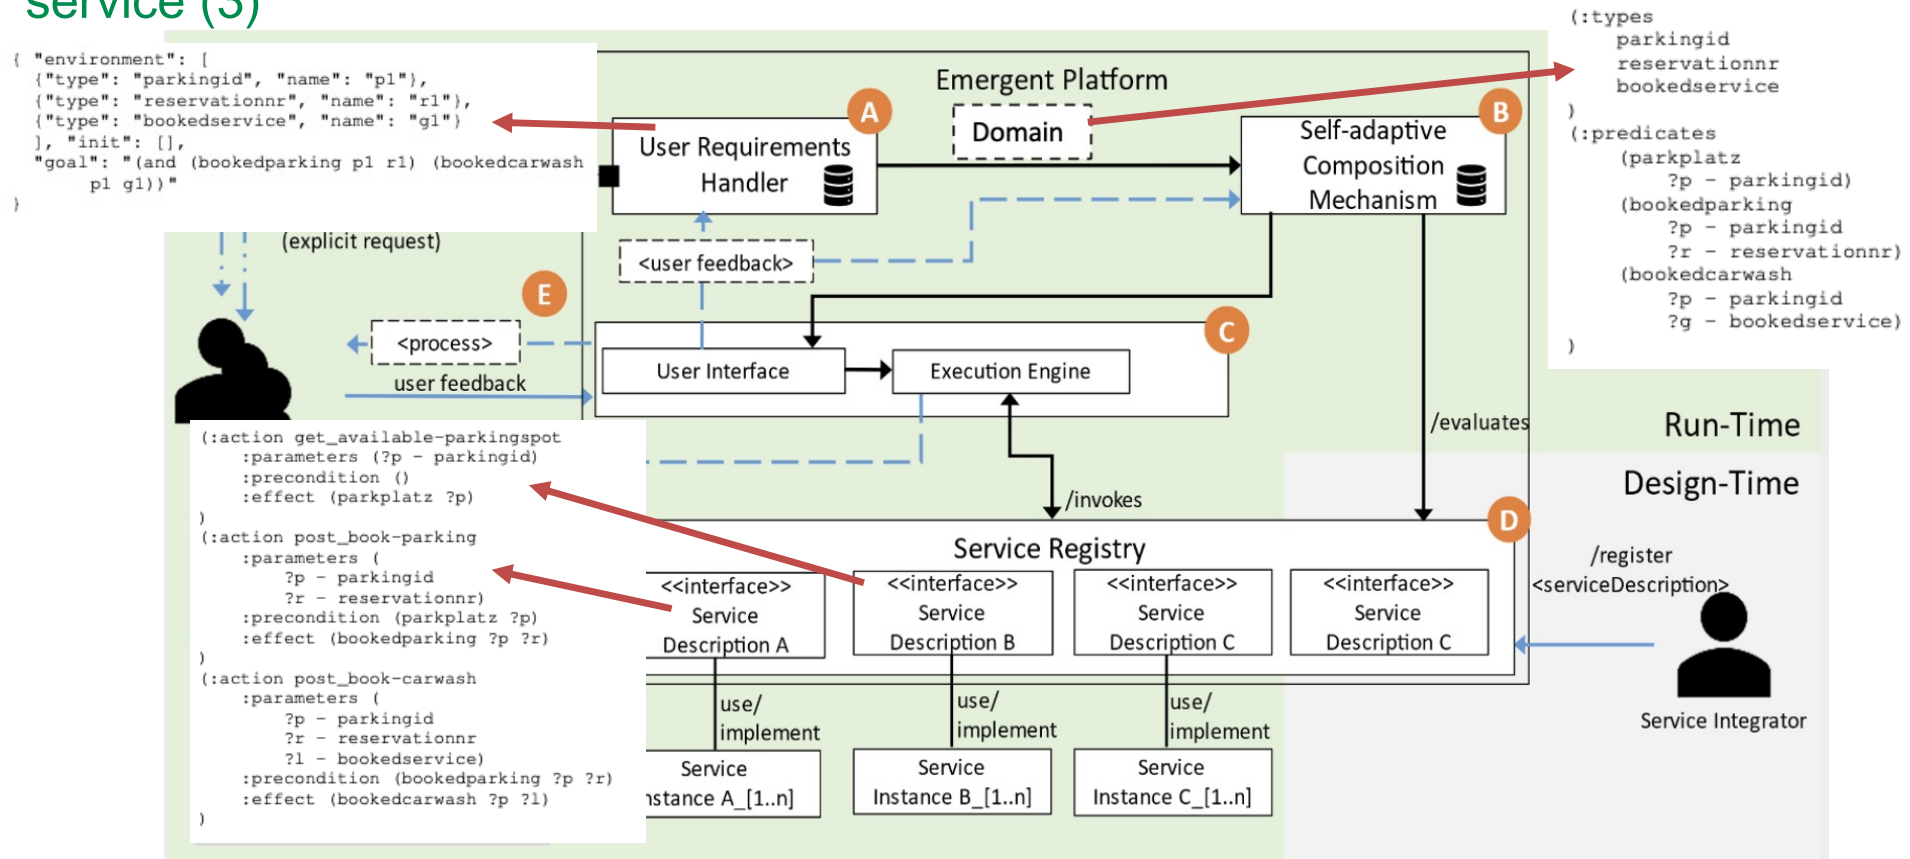 service (3)
{ "environment": [
{"type": "parkingid", "name": "p1"},
{"type": "reservationnr", "name": "r1"},
{"type": "bookedservice", "name": "g1"}
], "init": [],
"goal": "(and (bookedparking p1 r1) (bookedcarwash
p1 g1))"
}
(explicit request)
Emergent Platform
A
User Requirements
Handler
Domain
B
Self-adaptive
Composition
Mechanism
(:types
parkingid
reservationnr
bookedservice
)
(:predicates
(parkplatz
?p - parkingid)
(bookedparking
?p - parkingid
?r - reservationnr)
(bookedcarwash
?p - parkingid
?g - bookedservice)
)
<user feedback>
E
<process>
user feedback
C
User Interface
Execution Engine
/evaluates
Run-Time
Design-Time
/invokes
(:action get_available-parkingspot
:parameters (?p - parkingid)
:precondition ()
:effect (parkplatz ?p)
)
(:action post_book-parking
:parameters (
?p - parkingid
?r - reservationnr)
:precondition (parkplatz ?p)
:effect (bookedparking ?p ?r)
)
(:action post_book-carwash
:parameters (
?p - parkingid
?r - reservationnr
?l - bookedservice)
:precondition (bookedparking ?p ?r)
:effect (bookedcarwash ?p ?l)
)
D
Service Registry
<<interface>>
Service
Description A
<<interface>>
Service
Description B
<<interface>>
Service
Description C
<<interface>>
Service
Description C
/register
<serviceDescription>
Service Integrator
use/
implement
use/
implement
use/
implement
Service
nstance A_[1..n]
Service
Instance B_[1..n]
Service
Instance C_[1..n]